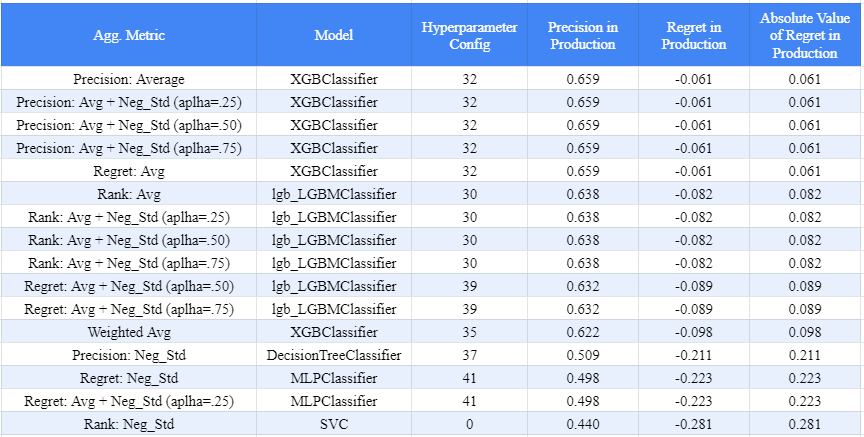 Agg. Metric Model Hyperparameter Config Precision in Production Regret in Production Absolute Value of Regret in Production
Precision: Average XGBClassifier 32 0.659 -0.061 0.061
Precision: Avg + Neg_Std (aplha=.25) XGBClassifier 32 0.659 -0.061 0.061
Precision: Avg + Neg_Std (aplha=.50) XGBClassifier 32 0.659 -0.061 0.061
Precision: Avg + Neg_Std (aplha=.75) XGBClassifier 32 0.659 -0.061 0.061
Regret: Avg XGBClassifier 32 0.659 -0.061 0.061
Rank: Avg lgb_LGBMClassifier 30 0.638 -0.082 0.082
Rank: Avg + Neg_Std (aplha=.25) lgb_LGBMClassifier 30 0.638 -0.082 0.082
Rank: Avg + Neg_Std (aplha=.50) lgb_LGBMClassifier 30 0.638 -0.082 0.082
Rank: Avg + Neg_Std (aplha=.75) lgb_LGBMClassifier 30 0.638 -0.082 0.082
Regret: Avg + Neg_Std (aplha=.50) lgb_LGBMClassifier 39 0.632 -0.089 0.089
Regret: Avg + Neg_Std (aplha=.75) lgb_LGBMClassifier 39 0.632 -0.089 0.089
Weighted Avg XGBClassifier 35 0.622 -0.098 0.098
Precision: Neg_Std DecisionTreeClassifier 37 0.509 -0.211 0.211
Regret: Neg_Std MLPClassifier 41 0.498 -0.223 0.223
Regret: Avg + Neg_Std (aplha=.25) MLPClassifier 41 0.498 -0.223 0.223
Rank: Neg_Std SVC 0 0.440 -0.281 0.281